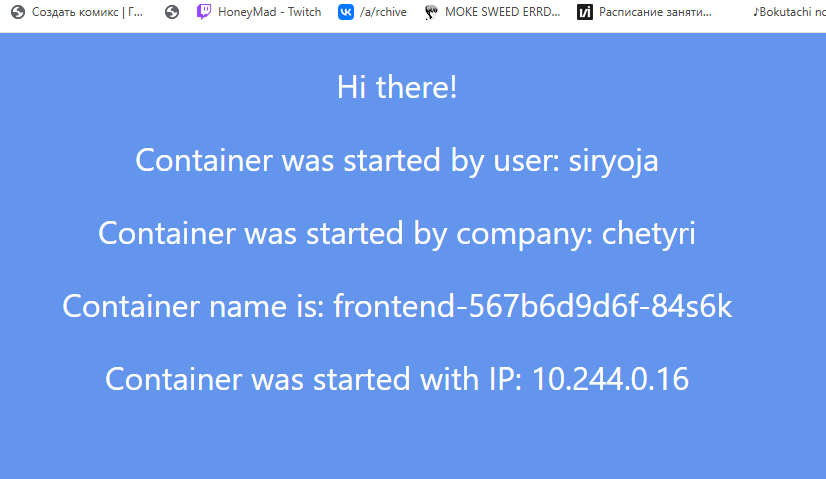 Создать комикс | Г...
HoneyMad - Twitch
/a/rchive
MOKE SWEED ERRD...
Расписание заняти...
♪Bokutachi no
Hi there!
Container was started by user: siryoja
Container was started by company: chetyri
Container name is: frontend-567b6d9d6f-84s6k
Container was started with IP: 10.244.0.16